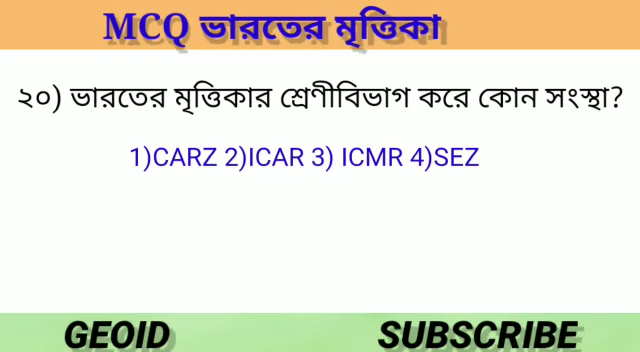 MCQ ভারতের মৃত্তিকা
২০) ভারতের মৃত্তিকার শ্রেণীবিভাগ করে কোন সংস্থা?
1)CARZ 2)ICAR 3) ICMR 4)SEZ
GEOID SUBSCRIBE